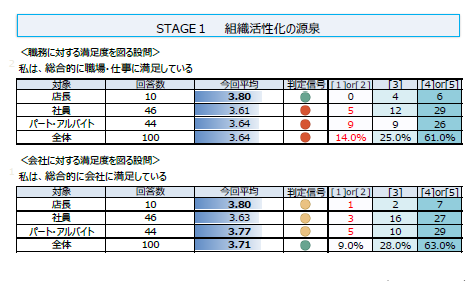 STAGE1 組織活性化の源泉
＜職務に対する満足度を図る設問＞
私は、総合的に職場・仕事に満足している
対象 回答数 今回平均 判定信号 [1]or[2] [3] [4]or[5]
店長 10 3.80 0 4 6
社員 46 3.61 5 12 29
パート・アルバイト 44 3.64 9 9 26
全体 100 3.64 14.0% 25.0% 61.0%
＜会社に対する満足度を図る設問＞
私は、総合的に会社に満足している
対象 回答数 今回平均 判定信号 [1]or[2] [3] [4]or[5]
店長 10 3.80 1 2 7
社員 46 3.63 3 16 27
パート・アルバイト 44 3.77 5 10 29
全体 100 3.71 9.0% 28.0% 63.0%